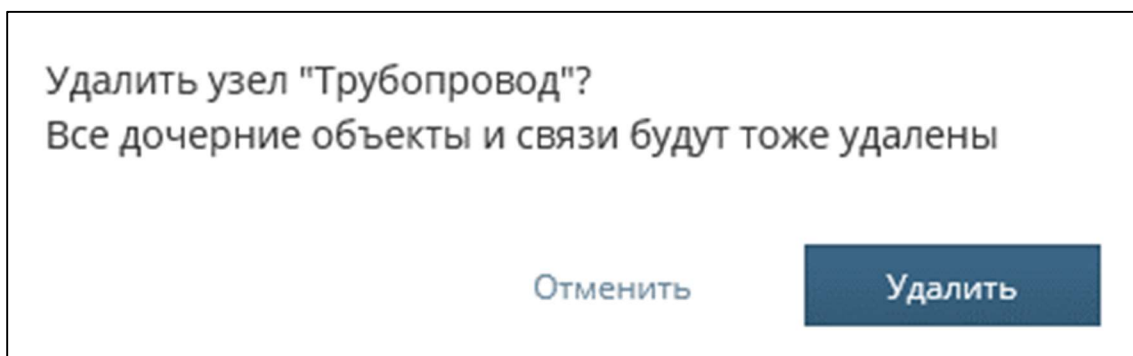 Удалить узел "Трубопровод"?
Все дочерние объекты и связи будут тоже удалены
Отменить
Удалить